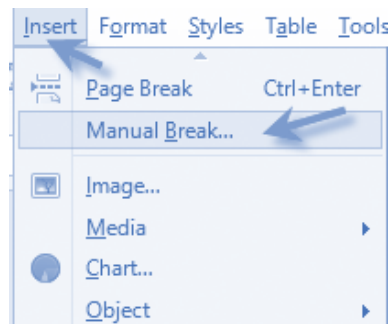 Insert Format Styles Table Tools
Page Break Ctrl+Enter
Manual Break...
Image...
Media
Chart...
Object